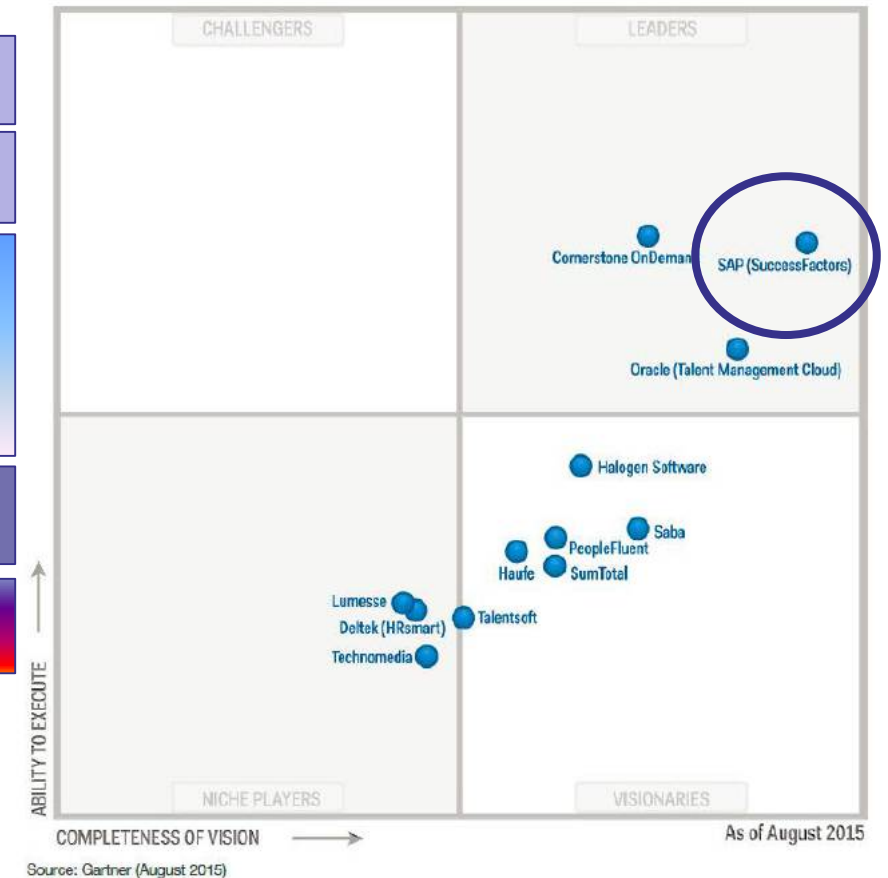 CHALLENGERS
LEADERS
Cornerstone OnDeman
SAP (SuccessFactors)
Oracle (Talent Management Cloud)
Halogen Software
Saba
PeopleFluent
Haufe
SumTotal
Lumesse
Deltek (HRsmart)
Talentsoft
Technomedia
ABILITY TO EXECUTE
NICHE PLAYERS
VISIONARIES
COMPLETENESS OF VISION
As of August 2015
Source: Gartner (August 2015)